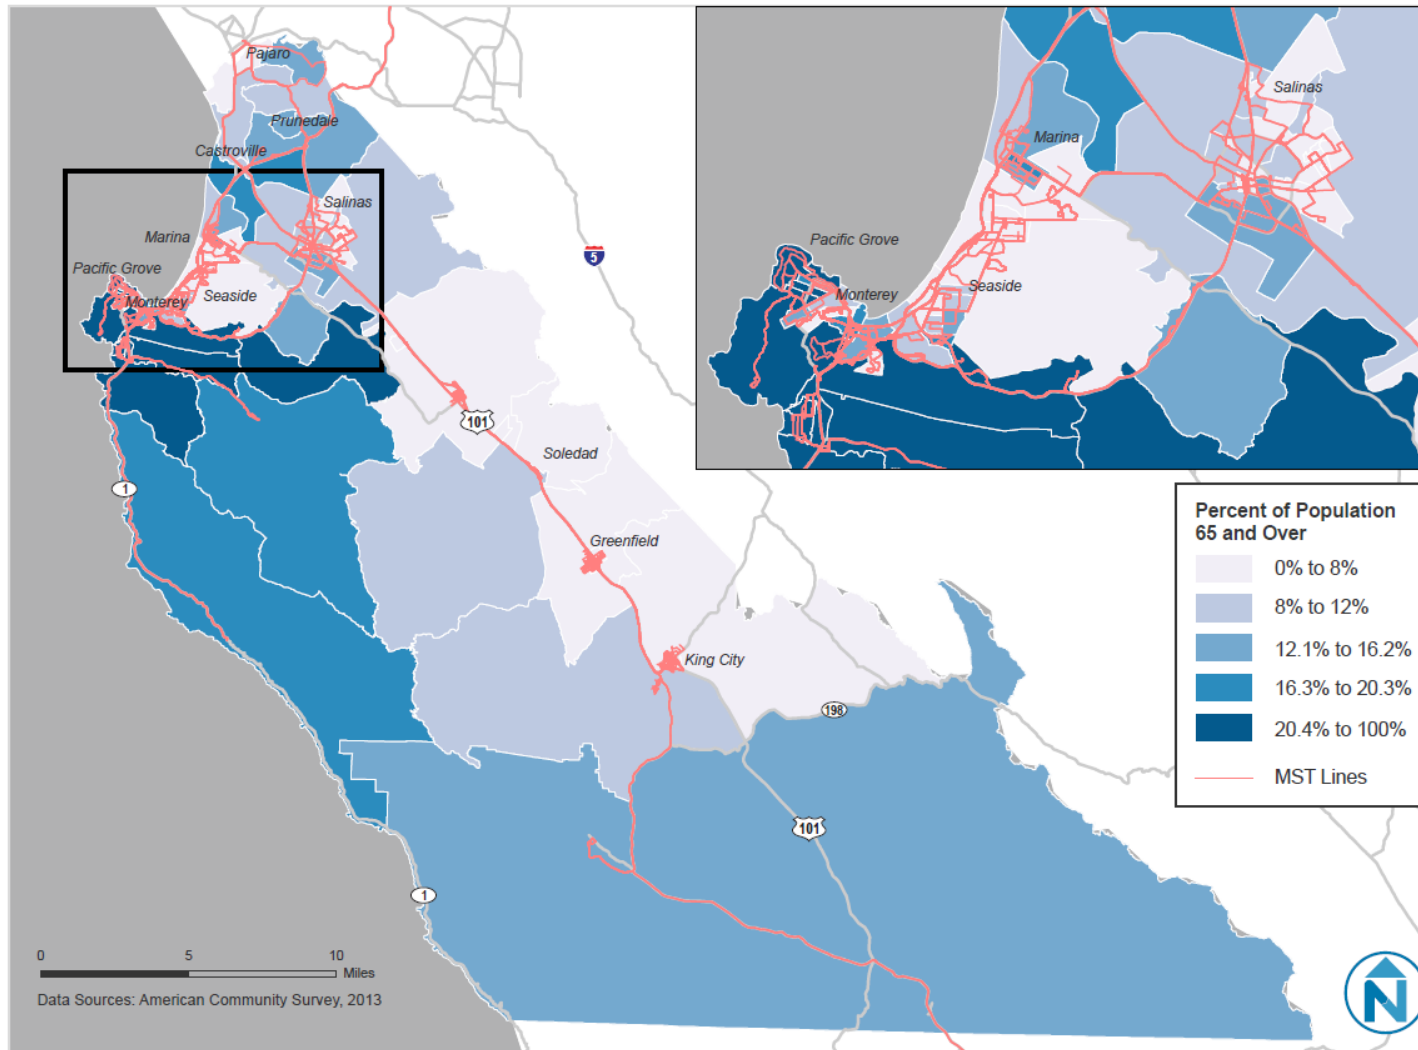 Pajaro
Prunedale
Castroville
Salinas
Marina
Pacific Grove
Monterey
Seaside
5
101
Soledad
1
Greenfield
King City
198
101
1
Salinas
Marina
Pacific Grove
Monterey
Seaside
Percent of Population
65 and Over
0% to 8%
8% to 12%
12.1% to 16.2%
16.3% to 20.3%
20.4% to 100%
MST Lines
0 5 10
Miles
Data Sources: American Community Survey, 2013
N